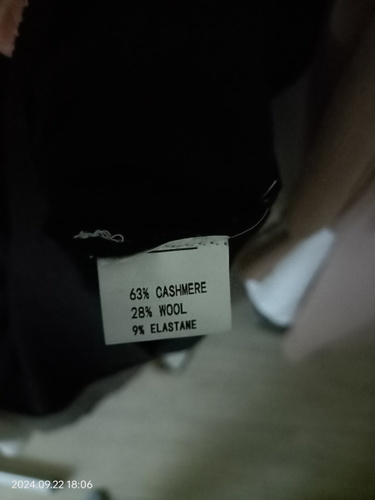 63% CASHMERE
28% WOOL
9% ELASTANE
2024.09.22 18:06